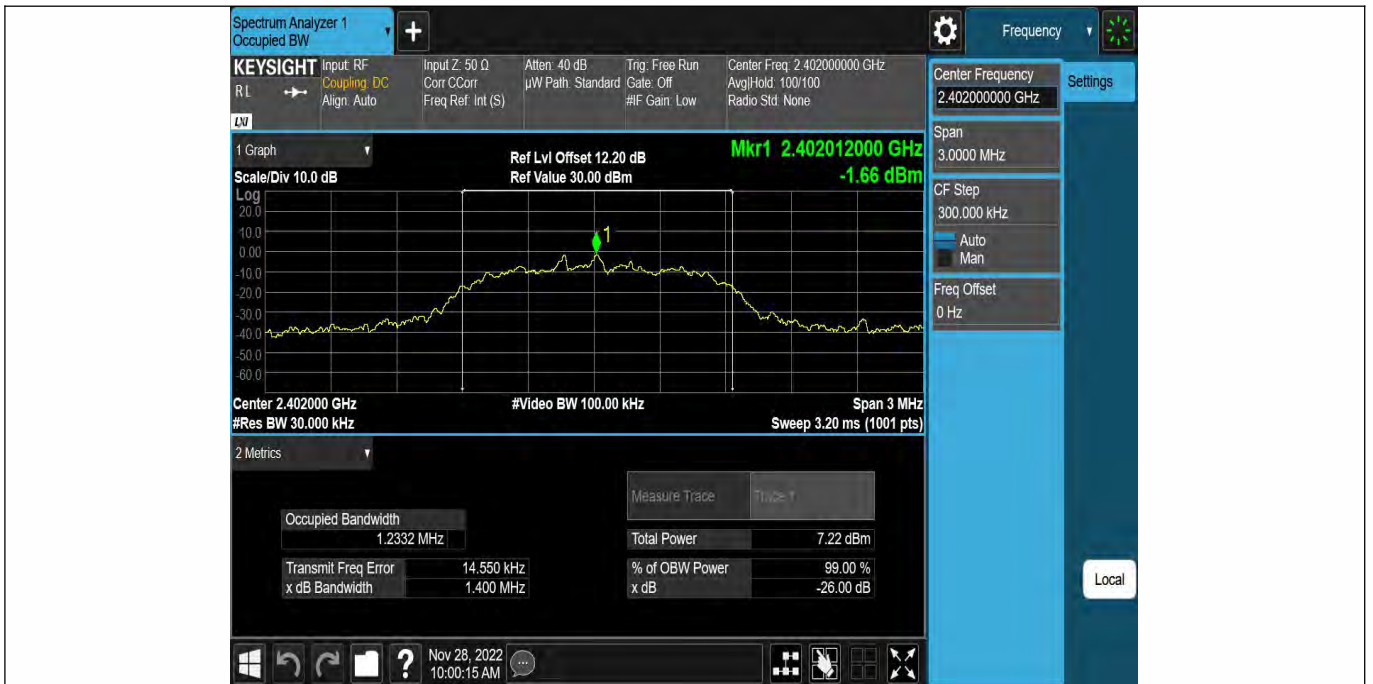 Spectrum Analyzer 1
Occupied BW
+
Frequency
KEYSIGHT
RL
LXI
Input: RF
Coupling: DC
Align: Auto
Input Z: 50 Ω
Corr CCorr
Freq Ref: Int (S)
Atten: 40 dB
µW Path: Standard
Trig: Free Run
Gate: Off
#IF Gain: Low
Center Freq: 2.402000000 GHz
Avg|Hold: 100/100
Radio Std: None
Center Frequency
2.402000000 GHz
Settings
Span
3.0000 MHz
CF Step
300.000 kHz
Auto
Man
Freq Offset
0 Hz
Local
1 Graph
Scale/Div 10.0 dB
Ref Lvl Offset 12.20 dB
Ref Value 30.00 dBm
Mkr1 2.402012000 GHz
-1.66 dBm
Log
20.0
10.0
0.00
-10.0
-20.0
-30.0
-40.0
-50.0
-60.0
1
Center 2.402000 GHz
#Video BW 100.00 kHz
Span 3 MHz
#Res BW 30.000 kHz
Sweep 3.20 ms (1001 pts)
2 Metrics
Measure Trace
Trace 1
Occupied Bandwidth
1.2332 MHz
Total Power 7.22 dBm
Transmit Freq Error 14.550 kHz
% of OBW Power 99.00 %
x dB Bandwidth 1.400 MHz
x dB -26.00 dB
?
Nov 28, 2022
10:00:15 AM